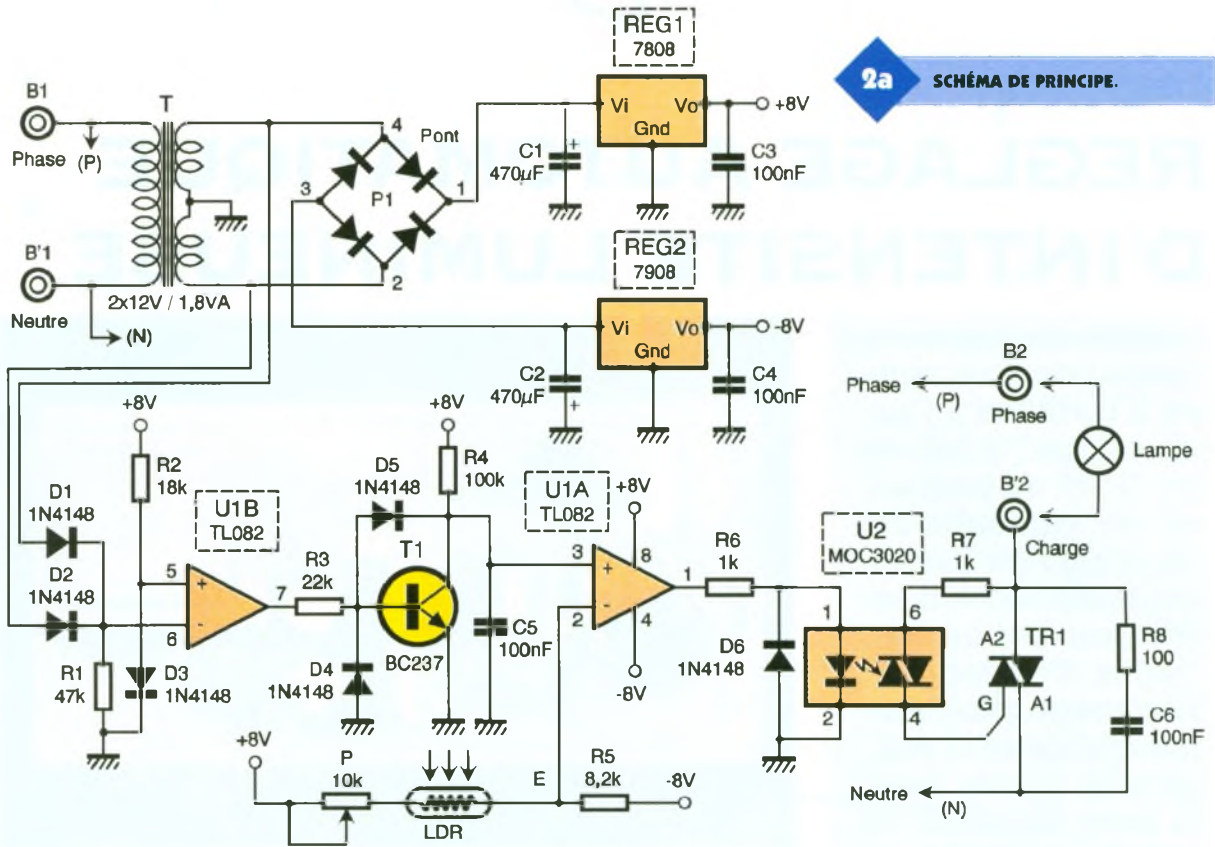 2a SCHÉMA DE PRINCIPE.
REG1
7808
Vi Vo
Gnd
+8V
C1
470µF
+
C3
100nF
B1
Phase
(P)
T
B'1
Neutre
(N)
2x12V / 1,8VA
4
Pont
3
P1
1
2
REG2
7908
Vi Vo
Gnd
-8V
C2
470µF
+
C4
100nF
+8V
R2
18k
D1
1N4148
D2
1N4148
R1
47k
D3
1N4148
U1B
TL082
5
+
-
6
7
R3
22k
D5
1N4148
+8V
R4
100k
T1
BC237
D4
1N4148
C5
100nF
U1A
TL082
+8V
3
+
8
-
2
4
1
-8V
R6
1k
D6
1N4148
U2
MOC3020
1
6
2
4
R7
1k
A2
TR1
G
A1
R8
100
C6
100nF
Phase
(P)
B2
Phase
Lampe
B'2
Charge
Neutre
(N)
+8V
P
10k
LDR
E
R5
8,2k
-8V
REGLAGE AUTOMATIQUE
D'INTENSITE LUMINEUSE